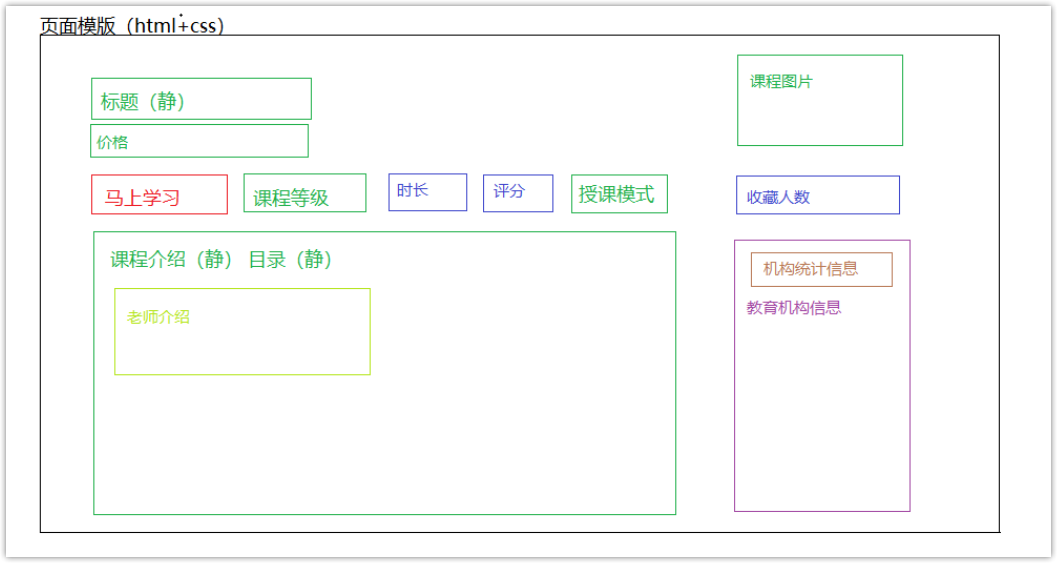 页面模版（html+css）
标题（静）
价格
课程图片
马上学习
课程等级
时长
评分
授课模式
收藏人数
课程介绍（静） 目录（静）
老师介绍
机构统计信息
教育机构信息